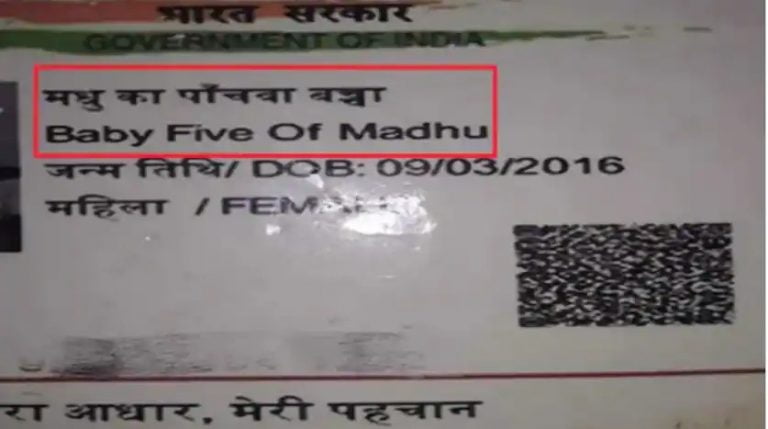 भारत सरकार
GOVERNMENT OF INDIA
मधु का पाँचवा बच्चा
Baby Five Of Madhu
जन्म तिथि/ DOB: 09/03/2016
महिला / FEMALE
रा आधार, मेरी पहचान